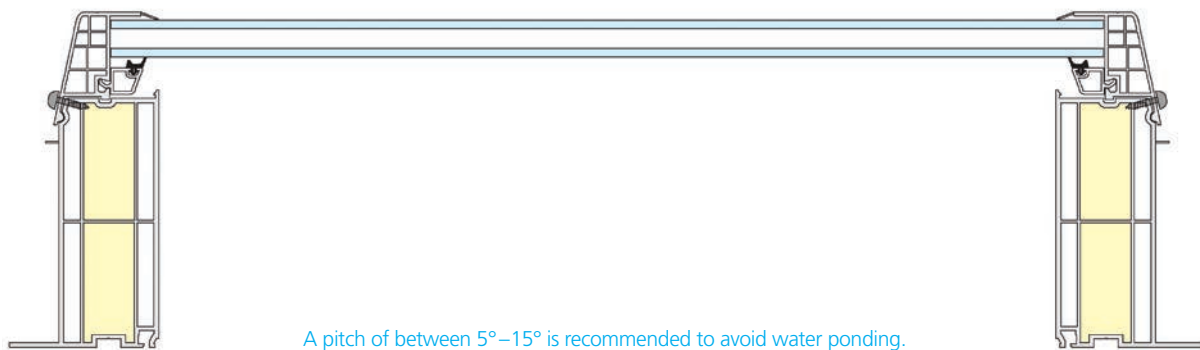 A pitch of between 5°–15° is recommended to avoid water ponding.